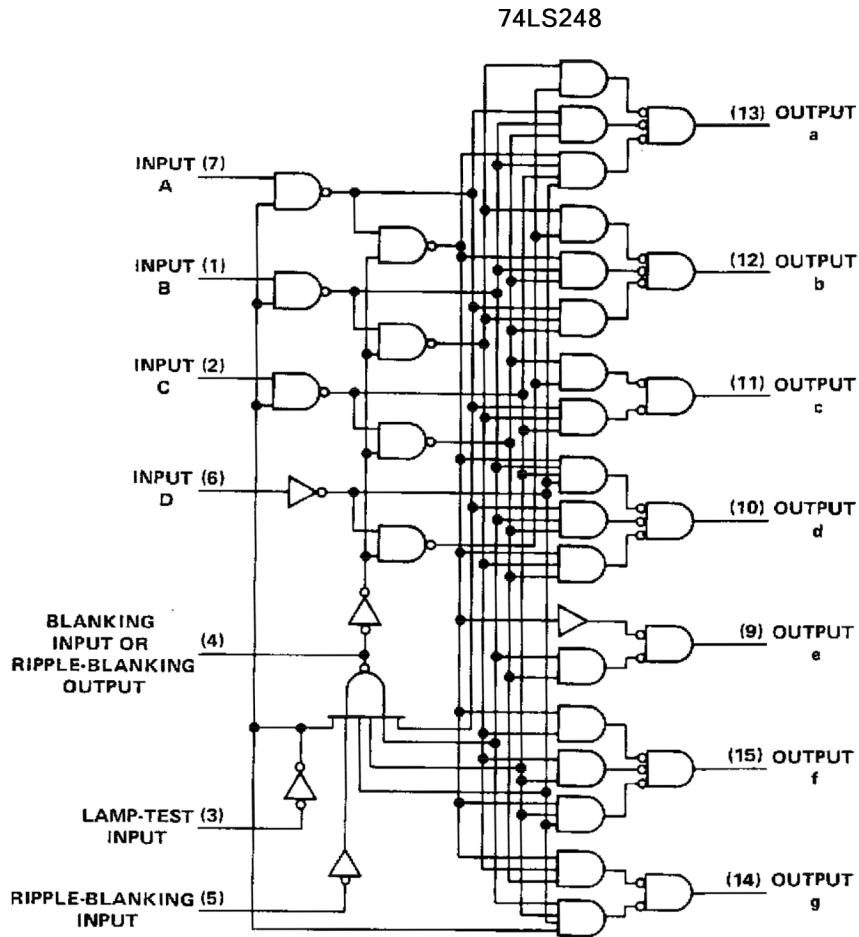 74LS248
(13) OUTPUT
a
INPUT (7)
A
INPUT (1)
B
(12) OUTPUT
b
INPUT (2)
C
(11) OUTPUT
c
INPUT (6)
D
(10) OUTPUT
d
BLANKING
INPUT OR (4)
RIPPLE-BLANKING
OUTPUT
(9) OUTPUT
e
(15) OUTPUT
f
LAMP-TEST (3)
INPUT
RIPPLE-BLANKING (5)
INPUT
(14) OUTPUT
g